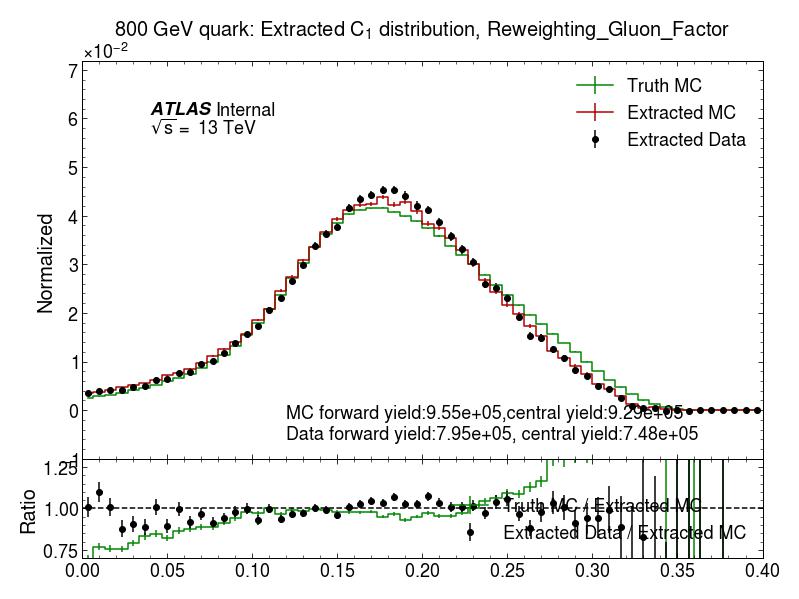 800 GeV quark: Extracted C₁ distribution, Reweighting_Gluon_Factor
×10⁻²
7
ATLAS Internal
√s = 13 TeV
Truth MC
Extracted MC
Extracted Data
6
5
4
3
2
1
0
Normalized
MC forward yield:9.55e+05,central yield:9.29e+05
Data forward yield:7.95e+05, central yield:7.48e+05
1.25
1.00
0.75
Ratio
Truth MC / Extracted MC
Extracted Data / Extracted MC
0.00 0.05 0.10 0.15 0.20 0.25 0.30 0.35 0.40